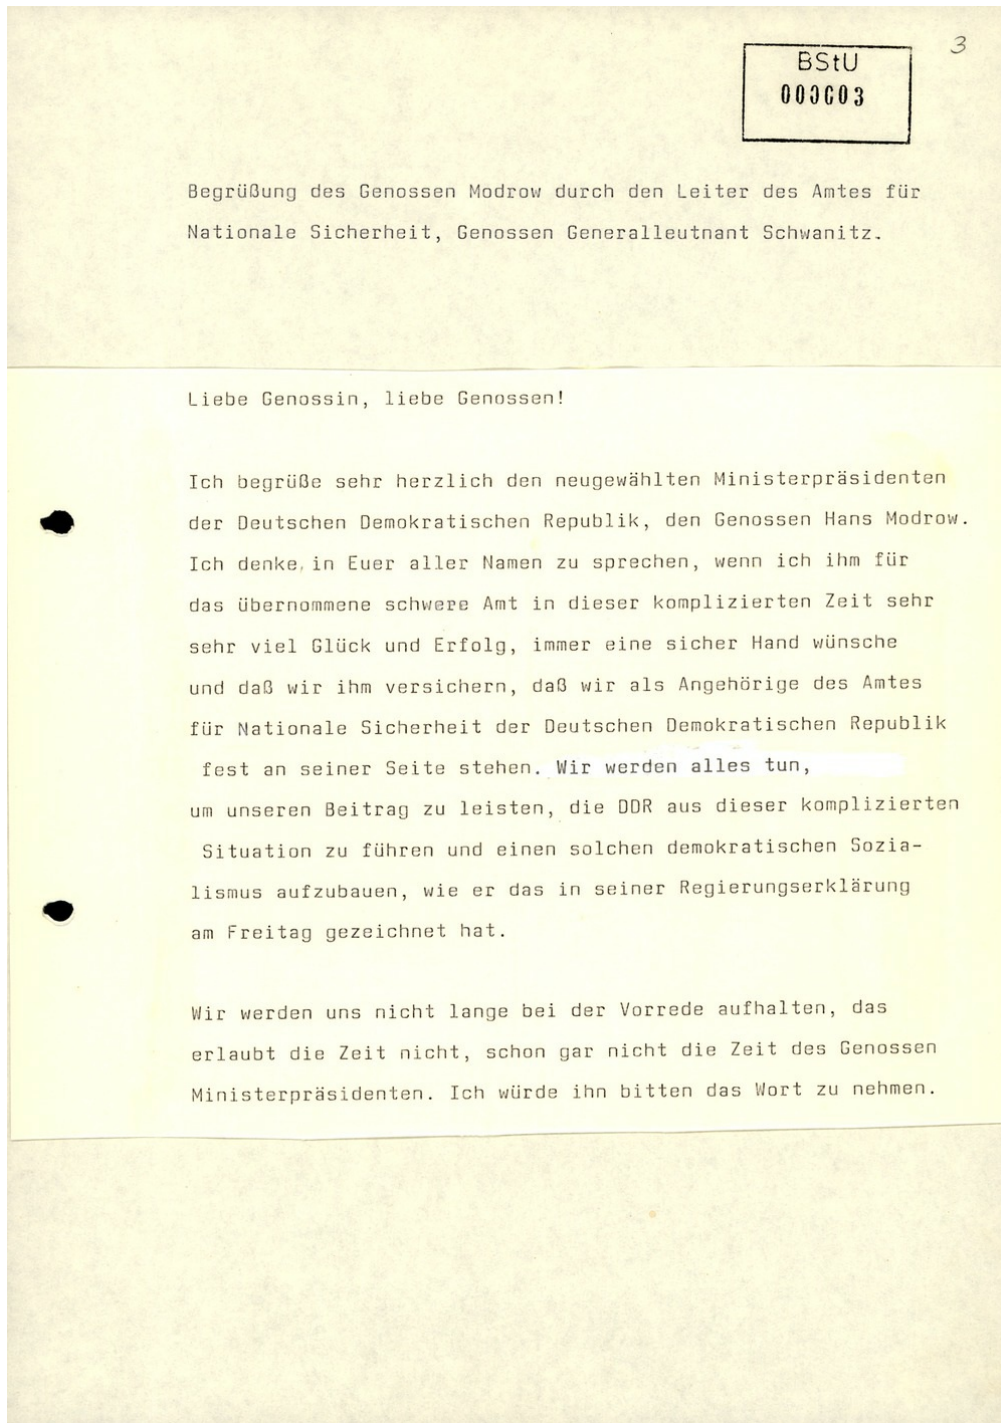 3
BStU
000003
Begrüßung des Genossen Modrow durch den Leiter des Amtes für
Nationale Sicherheit, Genossen Generalleutnant Schwanitz.
Liebe Genossin, liebe Genossen!
Ich begrüße sehr herzlich den neugewählten Ministerpräsidenten
der Deutschen Demokratischen Republik, den Genossen Hans Modrow.
Ich denke, in Euer aller Namen zu sprechen, wenn ich ihm für
das übernommene schwere Amt in dieser komplizierten Zeit sehr
sehr viel Glück und Erfolg, immer eine sicher Hand wünsche
und daß wir ihm versichern, daß wir als Angehörige des Amtes
für Nationale Sicherheit der Deutschen Demokratischen Republik
fest an seiner Seite stehen. Wir werden alles tun,
um unseren Beitrag zu leisten, die DDR aus dieser komplizierten
Situation zu führen und einen solchen demokratischen Sozia-
lismus aufzubauen, wie er das in seiner Regierungserklärung
am Freitag gezeichnet hat.
Wir werden uns nicht lange bei der Vorrede aufhalten, das
erlaubt die Zeit nicht, schon gar nicht die Zeit des Genossen
Ministerpräsidenten. Ich würde ihn bitten das Wort zu nehmen.